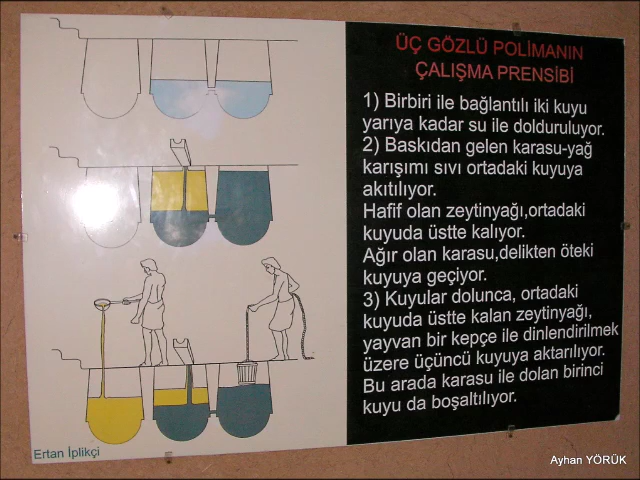 ÜÇ GÖZLÜ POLİMANIN
ÇALIŞMA PRENSİBİ
1) Birbiri ile bağlantılı iki kuyu
yarıya kadar su ile dolduruluyor.
2) Baskıdan gelen karasu-yağ
karışımı sıvı ortadaki kuyuya
akıtılıyor.
Hafif olan zeytinyağı,ortadaki
kuyuda üstte kalıyor.
Ağır olan karasu,delikten öteki
kuyuya geçiyor.
3) Kuyular dolunca, ortadaki
kuyuda üstte kalan zeytinyağı,
yayvan bir kepçe ile dinlendirilmek
üzere üçüncü kuyuya aktarılıyor.
Bu arada karasu ile dolan birinci
kuyu da boşaltılıyor.
Ertan İplikçi
Ayhan YÖRÜK